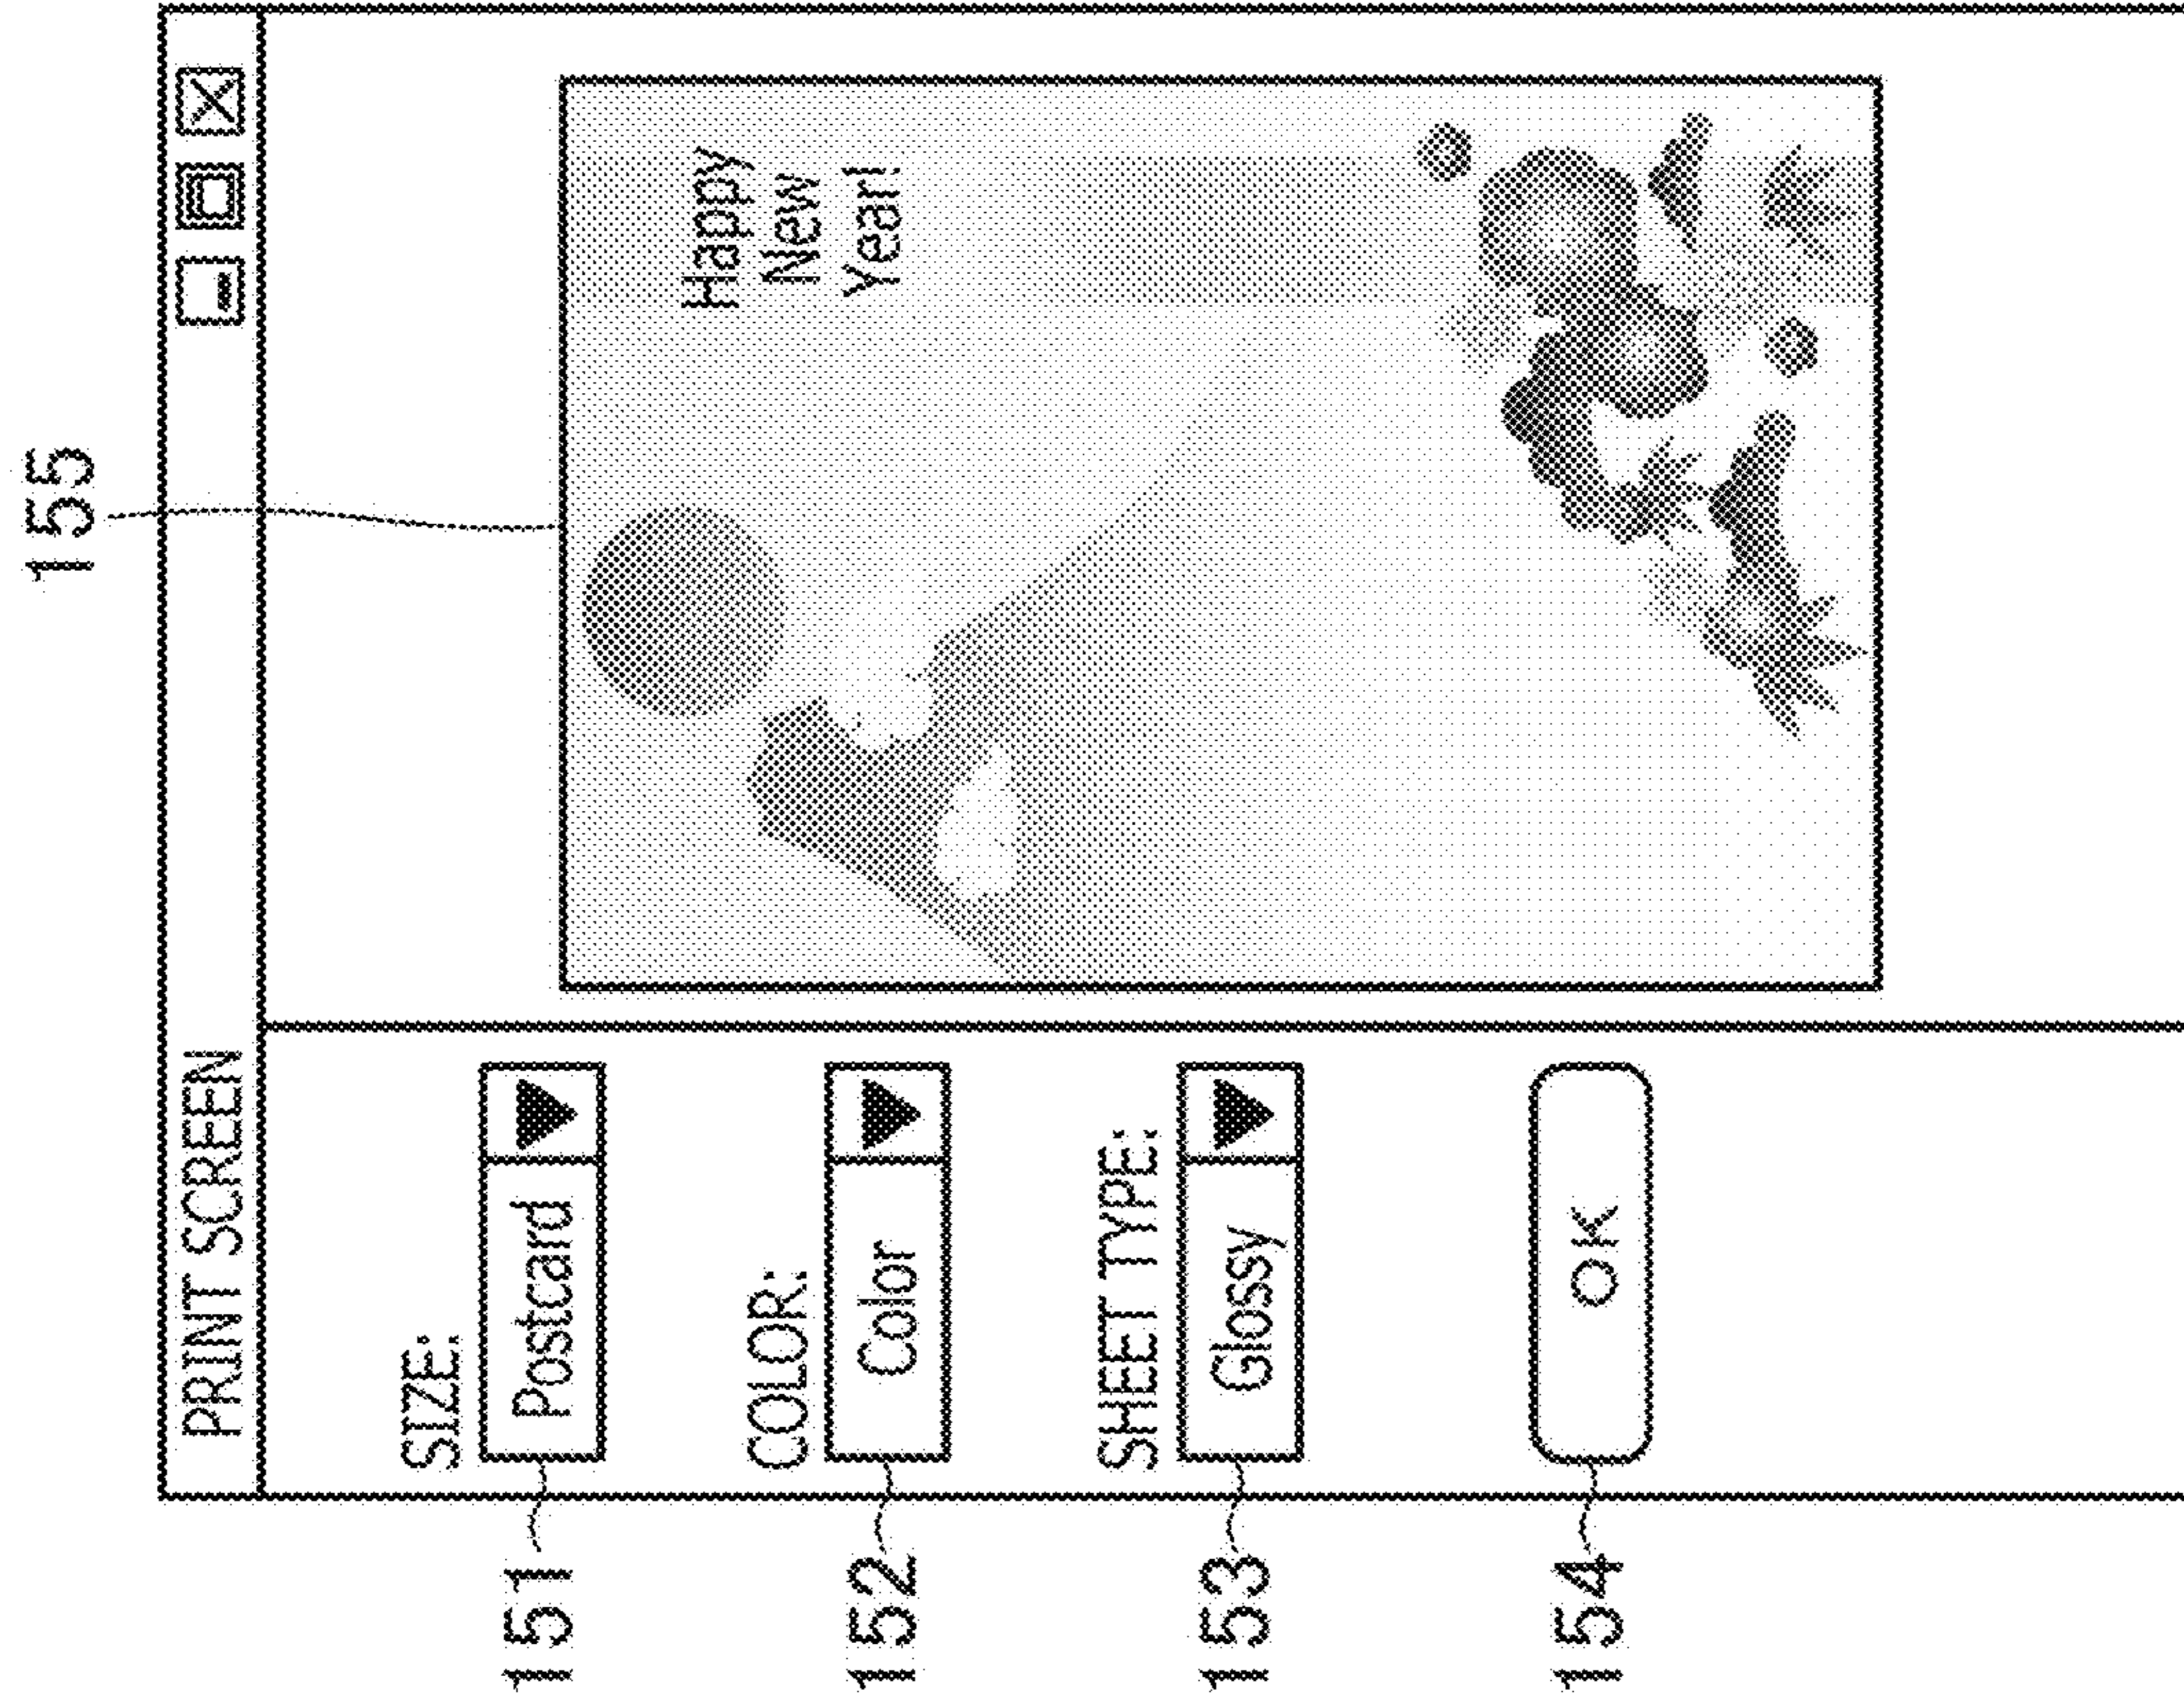 155
PRINT SCREEN
SIZE:
151
Postcard
COLOR:
152
Color
SHEET TYPE:
153
Glossy
154
OK
Happy
New
Year!